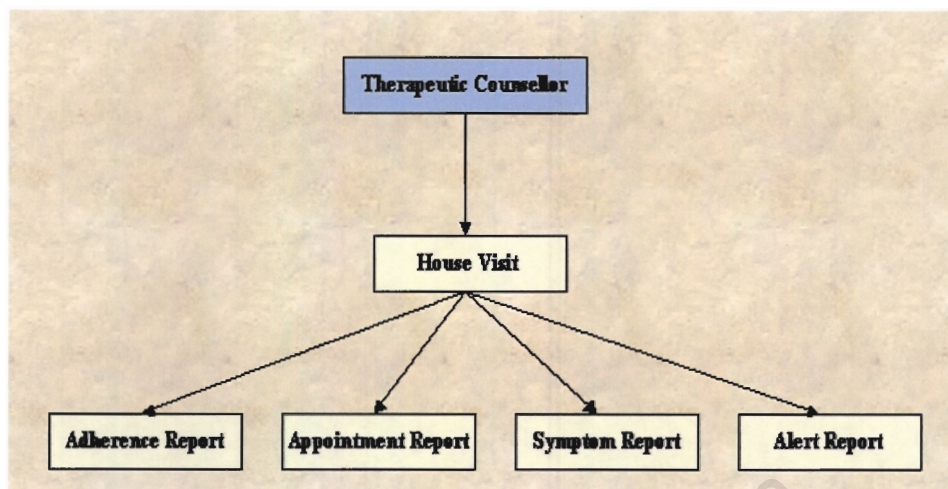 Therapeutic Counsellor
House Visit
Adherence Report
Appointment Report
Symptom Report
Alert Report